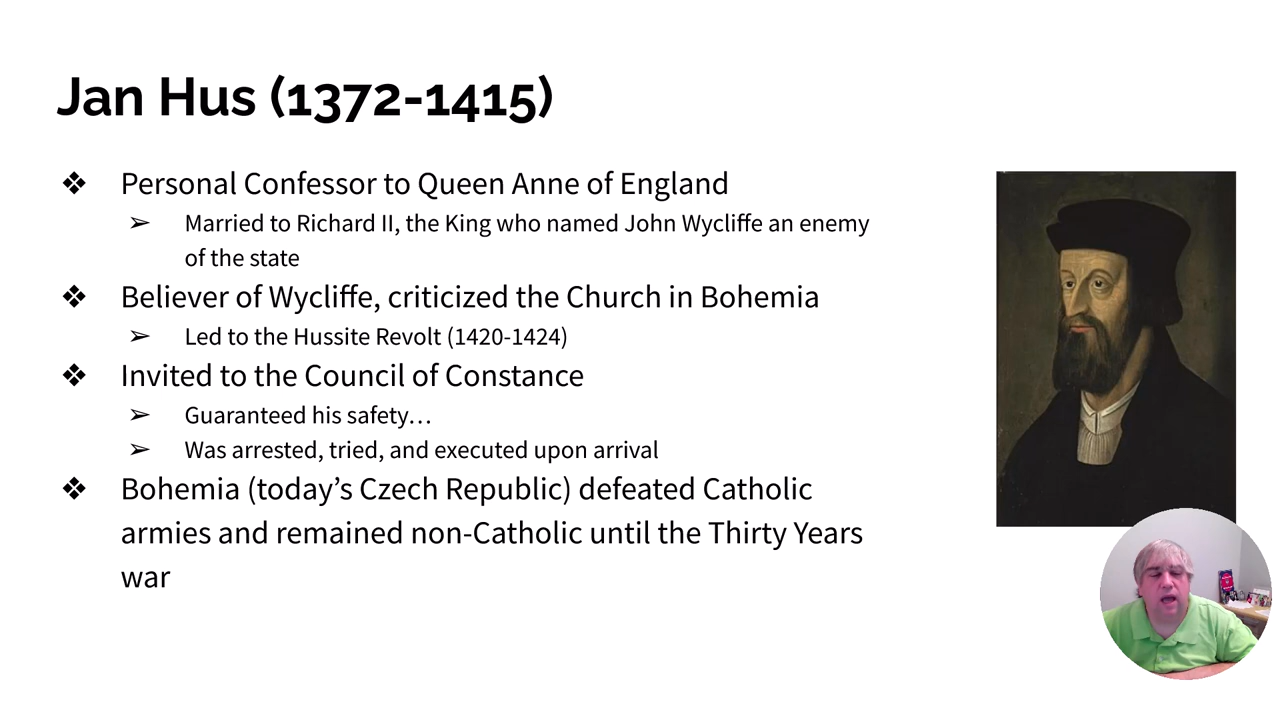 Jan Hus (1372-1415)
❖ Personal Confessor to Queen Anne of England
➢ Married to Richard II, the King who named John Wycliffe an enemy
of the state
❖ Believer of Wycliffe, criticized the Church in Bohemia
➢ Led to the Hussite Revolt (1420-1424)
❖ Invited to the Council of Constance
➢ Guaranteed his safety…
➢ Was arrested, tried, and executed upon arrival
❖ Bohemia (today’s Czech Republic) defeated Catholic
armies and remained non-Catholic until the Thirty Years
war